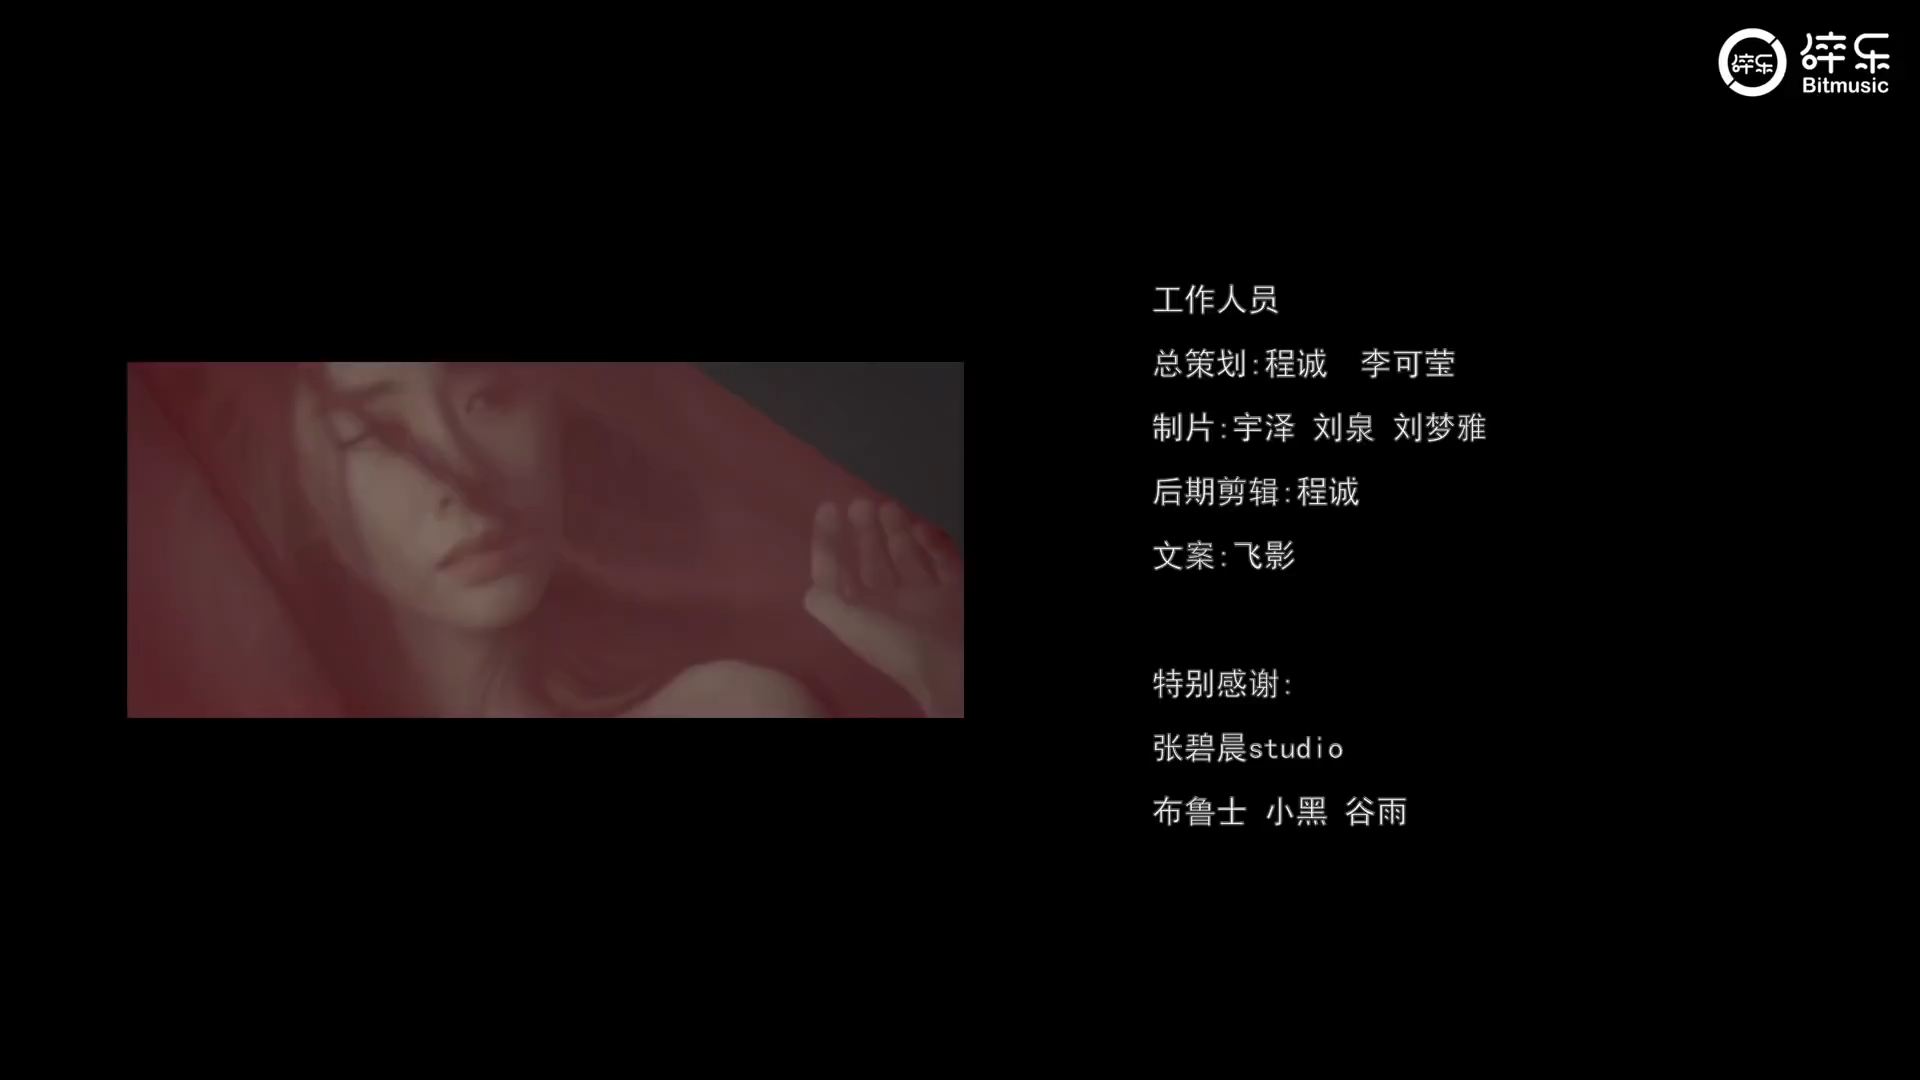 碎乐
Bitmusic
工作人员
总策划:程诚 李可莹
制片:宇泽 刘泉 刘梦雅
后期剪辑:程诚
文案:飞影
特别感谢:
张碧晨studio
布鲁士 小黑 谷雨